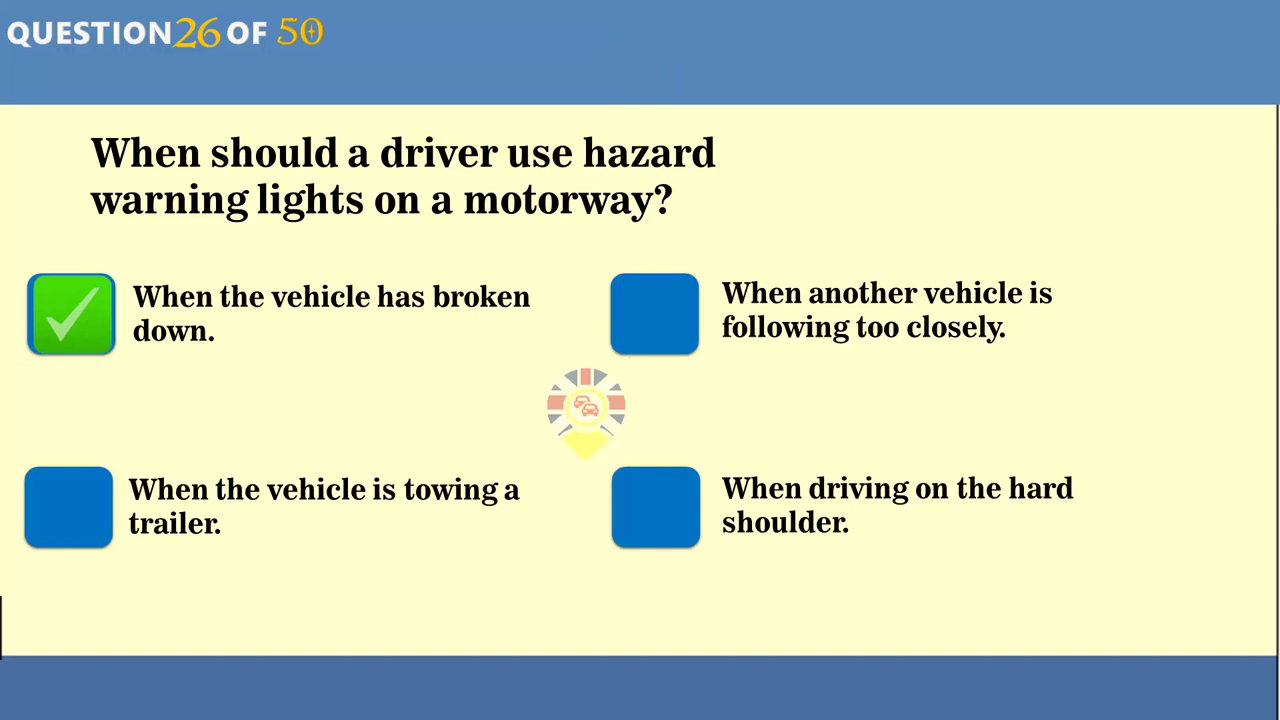 QUESTION 26 OF 50
When should a driver use hazard
warning lights on a motorway?
When the vehicle has broken
down.
When another vehicle is
following too closely.
When the vehicle is towing a
trailer.
When driving on the hard
shoulder.